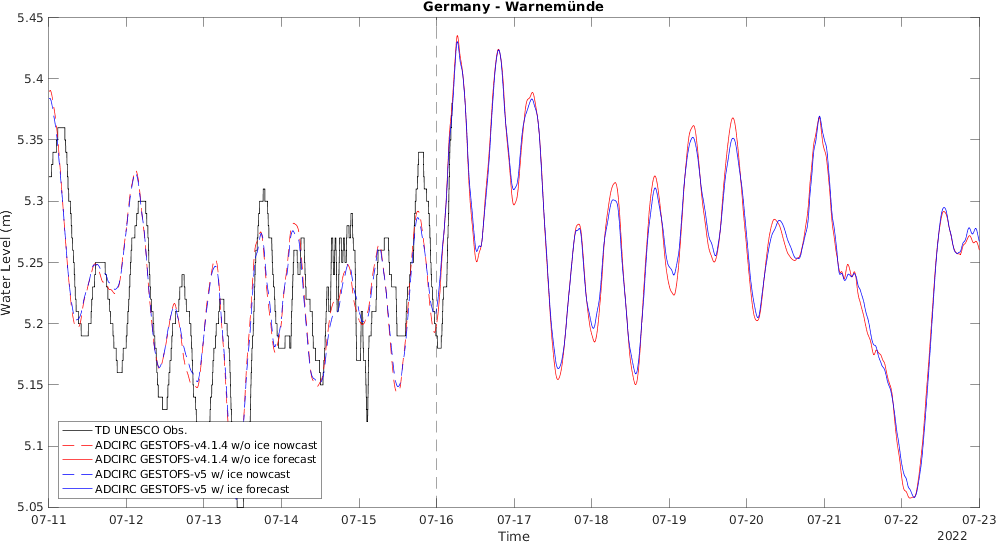 Germany - Warnemünde
5.45
5.4
5.35
5.3
5.25
5.2
5.15
5.1
5.05
Water Level (m)
TD UNESCO Obs.
ADCIRC GESTOFS-v4.1.4 w/o ice nowcast
ADCIRC GESTOFS-v4.1.4 w/o ice forecast
ADCIRC GESTOFS-v5 w/ ice nowcast
ADCIRC GESTOFS-v5 w/ ice forecast
07-11 07-12 07-13 07-14 07-15 07-16 07-17 07-18 07-19 07-20 07-21 07-22 07-23
Time
2022